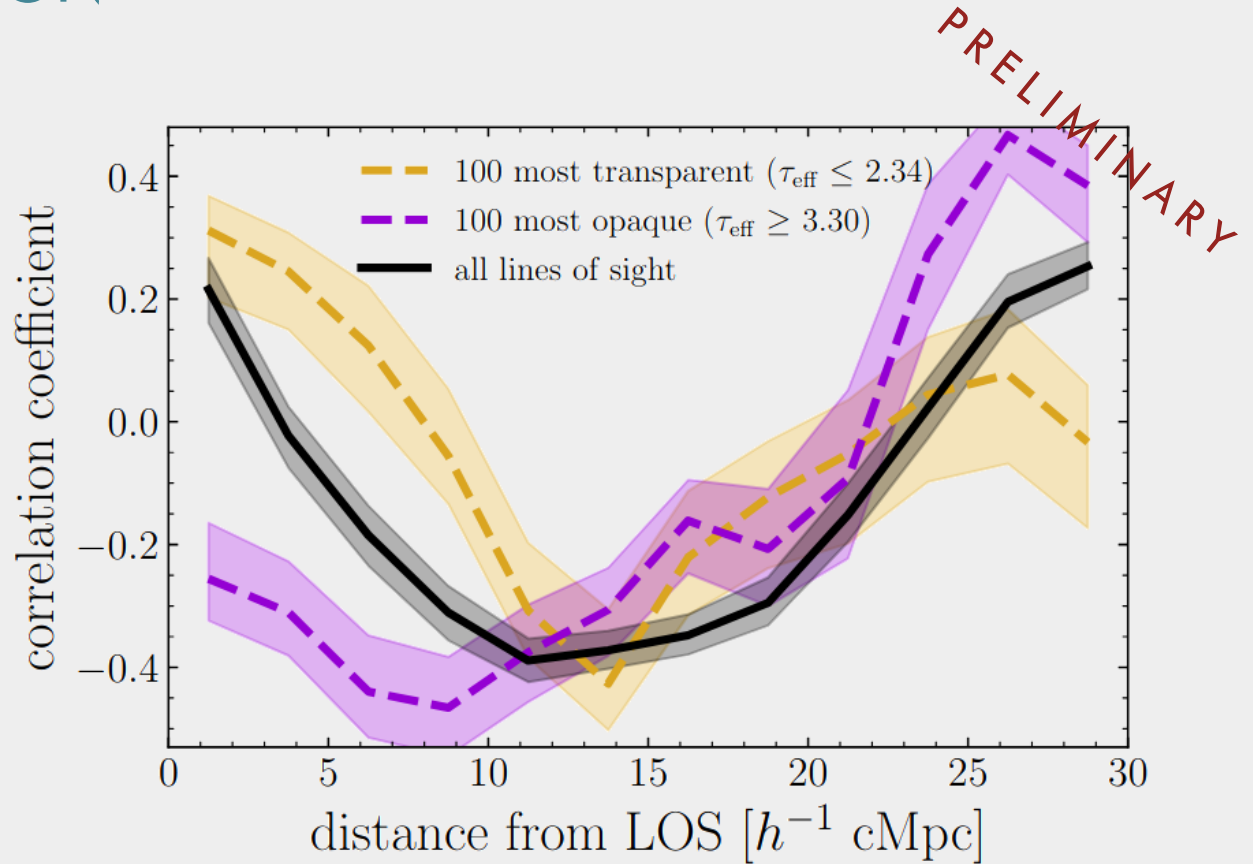 PRELIMINARY
100 most transparent (τeff ≤ 2.34)
100 most opaque (τeff ≥ 3.30)
all lines of sight
correlation coefficient
0.4
0.2
0.0
−0.2
−0.4
0 5 10 15 20 25 30
distance from LOS [h⁻¹ cMpc]